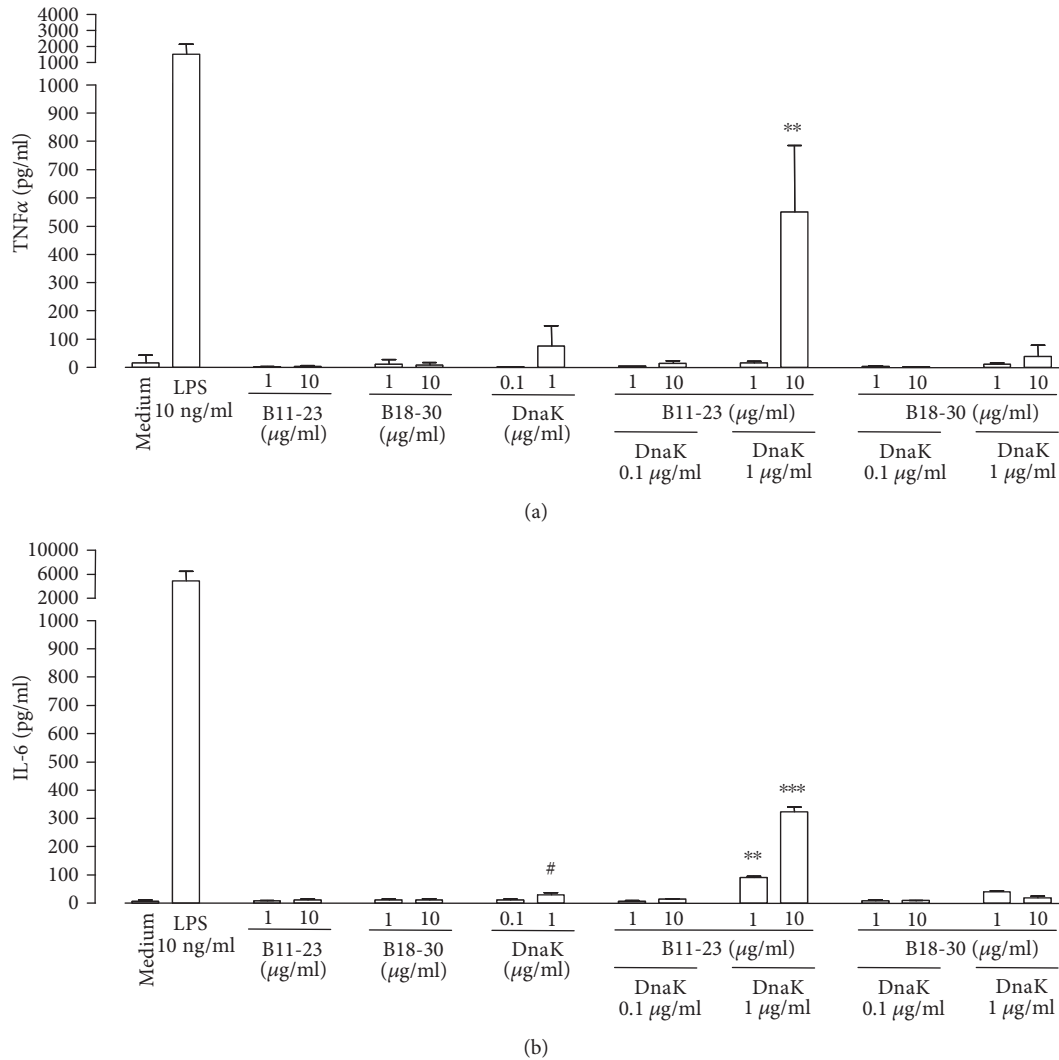 4000
3000
2000
1000
1000
900
800
700
600
500
400
300
200
100
0
TNFα (pg/ml)
**
Medium
LPS
10 ng/ml
1 10
B11-23
(μg/ml)
1 10
B18-30
(μg/ml)
0.1 1
DnaK
(μg/ml)
1 10 1 10
B11-23 (μg/ml)
DnaK
0.1 μg/ml
DnaK
1 μg/ml
1 10 1 10
B18-30 (μg/ml)
DnaK
0.1 μg/ml
DnaK
1 μg/ml
(a)
10000
6000
2000
1000
900
800
700
600
500
400
300
200
100
0
IL-6 (pg/ml)
#
**
***
Medium
LPS
10 ng/ml
1 10
B11-23
(μg/ml)
1 10
B18-30
(μg/ml)
0.1 1
DnaK
(μg/ml)
1 10 1 10
B11-23 (μg/ml)
DnaK
0.1 μg/ml
DnaK
1 μg/ml
1 10 1 10
B18-30 (μg/ml)
DnaK
0.1 μg/ml
DnaK
1 μg/ml
(b)